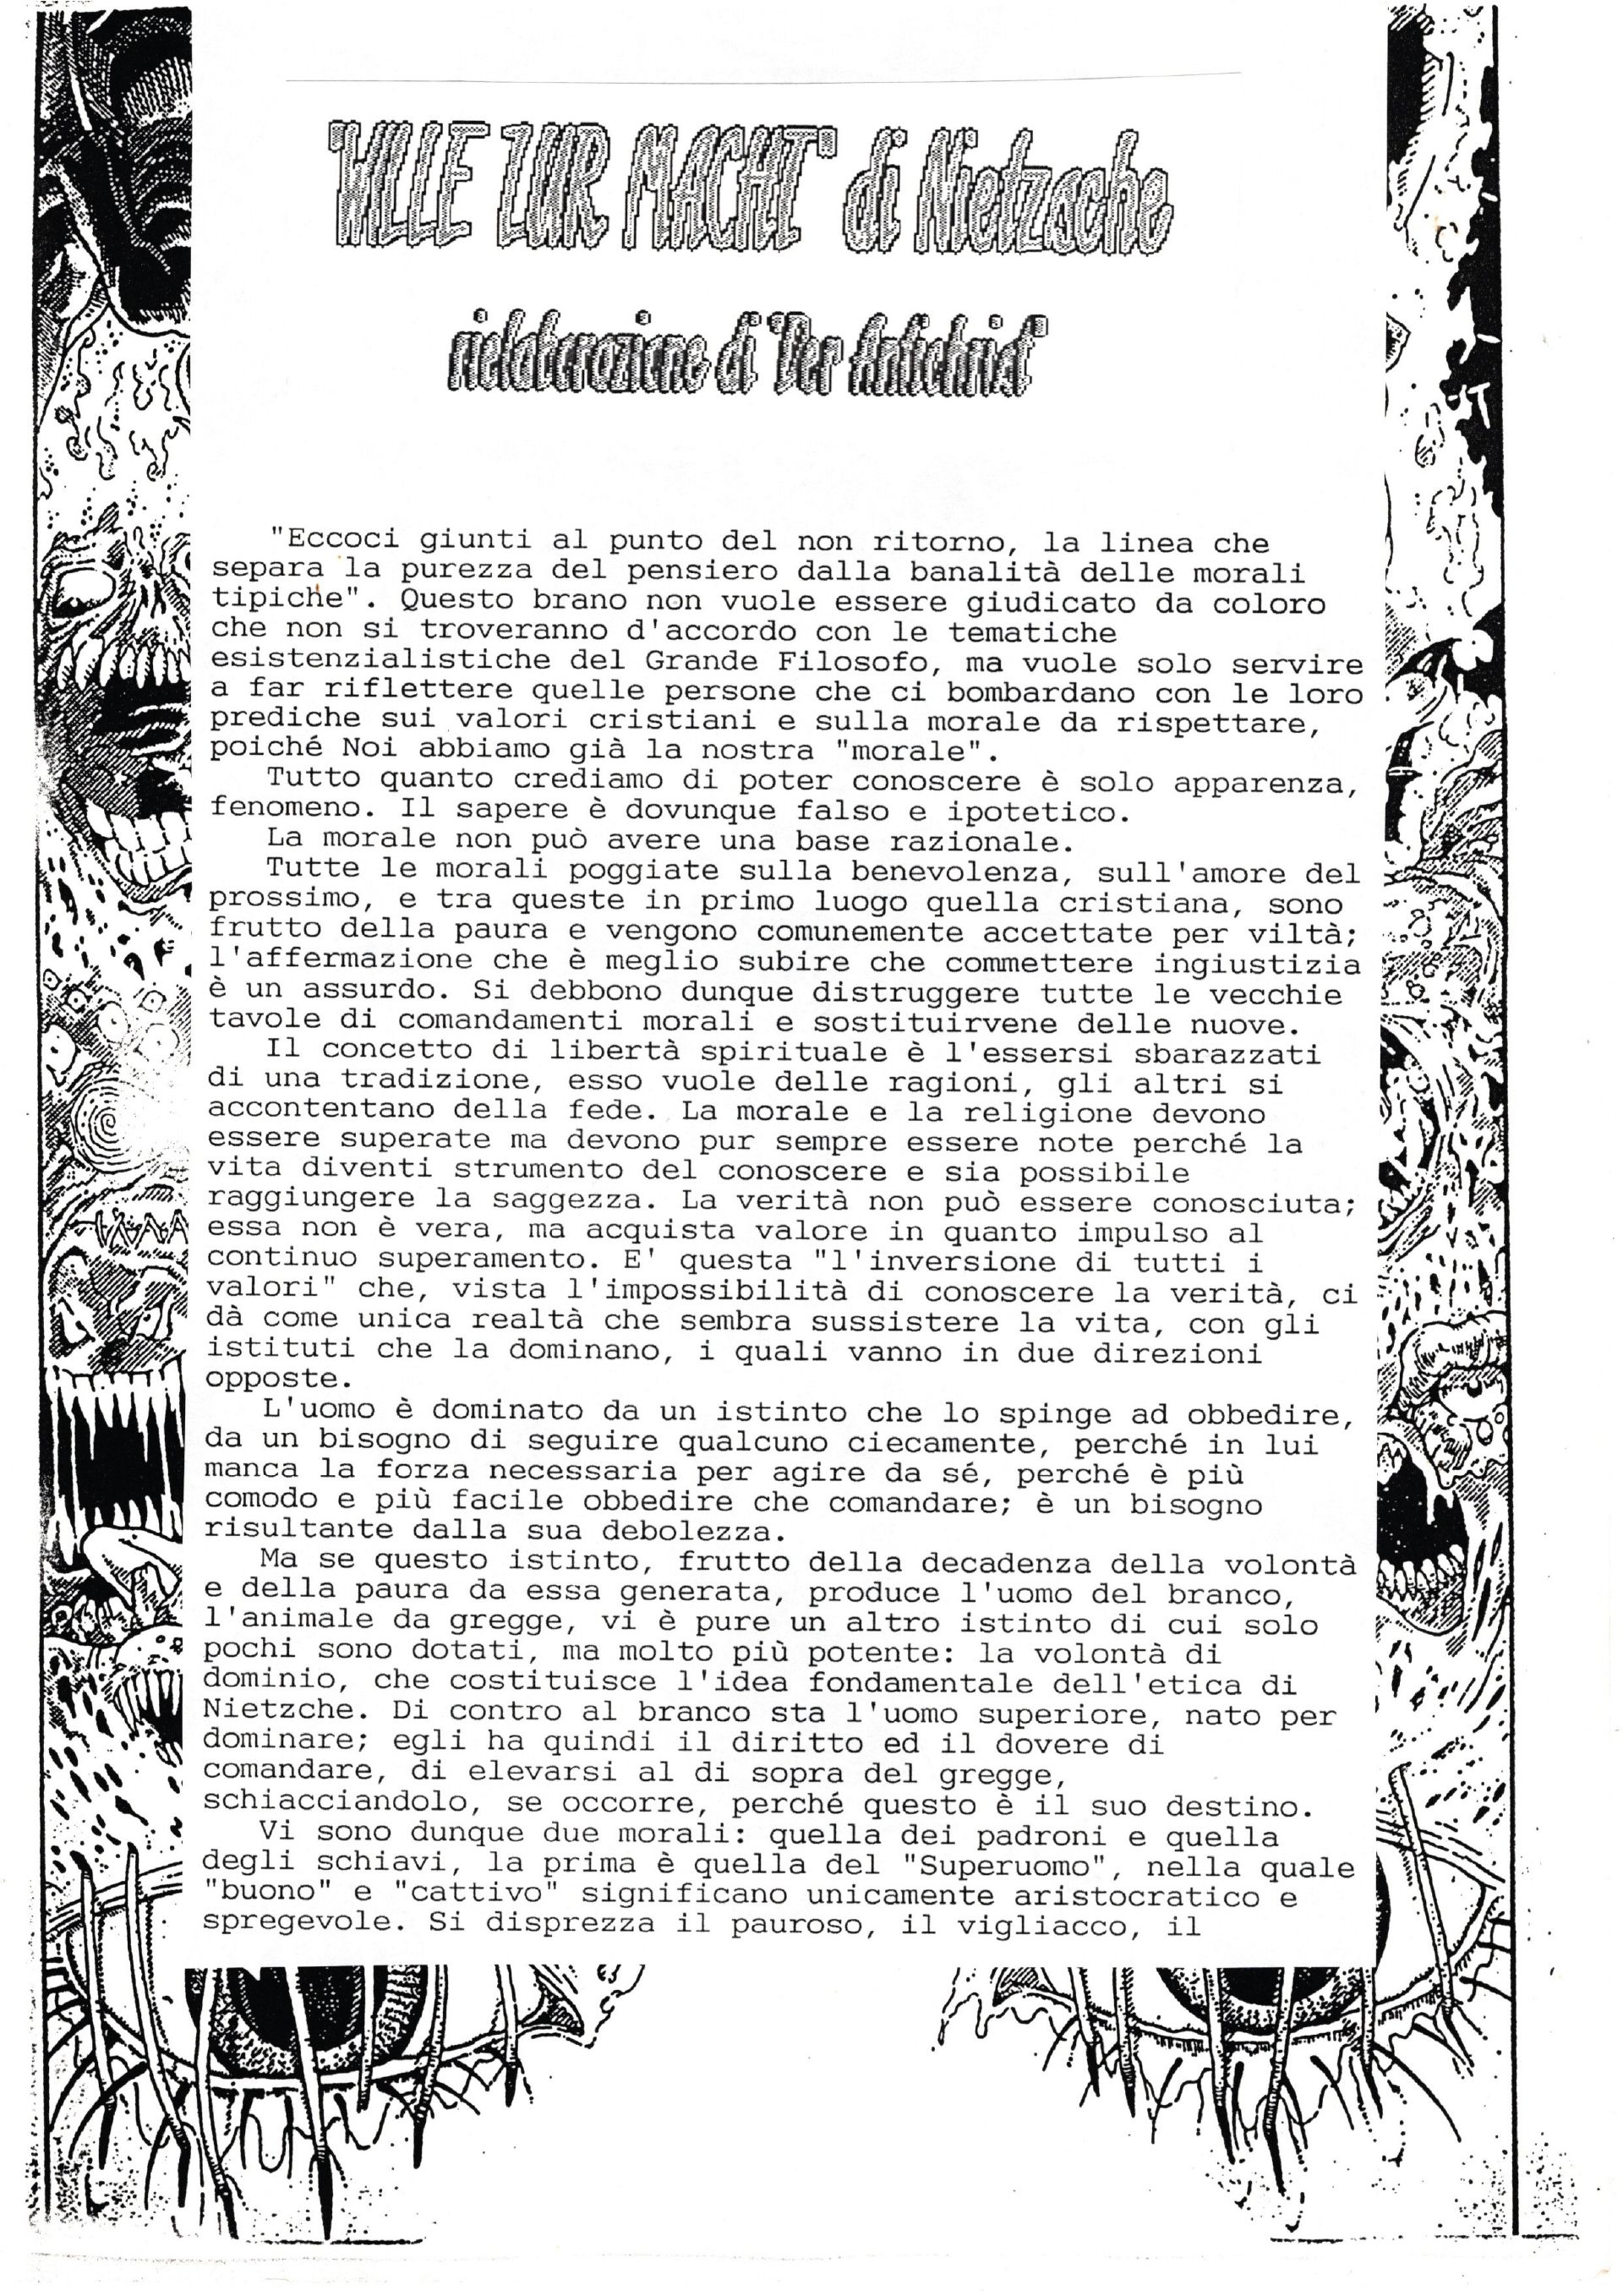 "WILLE ZUR MACHT" di Nietzsche
rielaborazione di "Der Antichrist"
"Eccoci giunti al punto del non ritorno, la linea che
separa la purezza del pensiero dalla banalità delle morali
tipiche". Questo brano non vuole essere giudicato da coloro
che non si troveranno d'accordo con le tematiche
esistenzialistiche del Grande Filosofo, ma vuole solo servire
a far riflettere quelle persone che ci bombardano con le loro
prediche sui valori cristiani e sulla morale da rispettare,
poiché Noi abbiamo già la nostra "morale".
Tutto quanto crediamo di poter conoscere è solo apparenza,
fenomeno. Il sapere è dovunque falso e ipotetico.
La morale non può avere una base razionale.
Tutte le morali poggiate sulla benevolenza, sull'amore del
prossimo, e tra queste in primo luogo quella cristiana, sono
frutto della paura e vengono comunemente accettate per viltà;
l'affermazione che è meglio subire che commettere ingiustizia
è un assurdo. Si debbono dunque distruggere tutte le vecchie
tavole di comandamenti morali e sostituirvene delle nuove.
Il concetto di libertà spirituale è l'essersi sbarazzati
di una tradizione, esso vuole delle ragioni, gli altri si
accontentano della fede. La morale e la religione devono
essere superate ma devono pur sempre essere note perché la
vita diventi strumento del conoscere e sia possibile
raggiungere la saggezza. La verità non può essere conosciuta;
essa non è vera, ma acquista valore in quanto impulso al
continuo superamento. E' questa "l'inversione di tutti i
valori" che, vista l'impossibilità di conoscere la verità, ci
dà come unica realtà che sembra sussistere la vita, con gli
istituti che la dominano, i quali vanno in due direzioni
opposte.
L'uomo è dominato da un istinto che lo spinge ad obbedire,
da un bisogno di seguire qualcuno ciecamente, perché in lui
manca la forza necessaria per agire da sé, perché è più
comodo e più facile obbedire che comandare; è un bisogno
risultante dalla sua debolezza.
Ma se questo istinto, frutto della decadenza della volontà
e della paura da essa generata, produce l'uomo del branco,
l'animale da gregge, vi è pure un altro istinto di cui solo
pochi sono dotati, ma molto più potente: la volontà di
dominio, che costituisce l'idea fondamentale dell'etica di
Nietzche. Di contro al branco sta l'uomo superiore, nato per
dominare; egli ha quindi il diritto ed il dovere di
comandare, di elevarsi al di sopra del gregge,
schiacciandolo, se occorre, perché questo è il suo destino.
Vi sono dunque due morali: quella dei padroni e quella
degli schiavi, la prima è quella del "Superuomo", nella quale
"buono" e "cattivo" significano unicamente aristocratico e
spregevole. Si disprezza il pauroso, il vigliacco, il